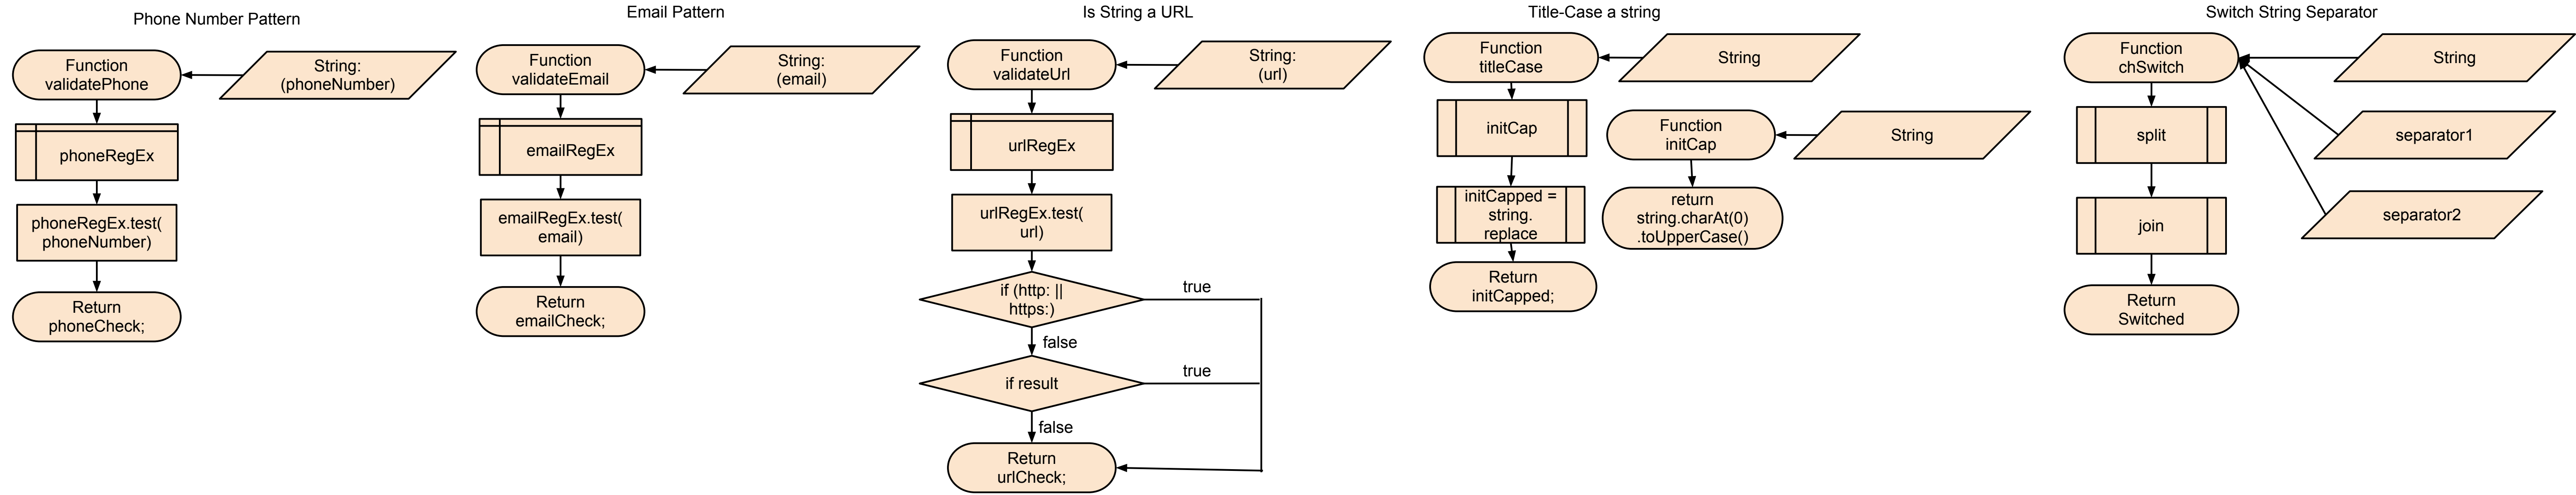 Phone Number Pattern
Function
validatePhone
String:
(phoneNumber)
phoneRegEx
phoneRegEx.test(
phoneNumber)
Return
phoneCheck;
Email Pattern
Function
validateEmail
String:
(email)
emailRegEx
emailRegEx.test(
email)
Return
emailCheck;
Is String a URL
Function
validateUrl
String:
(url)
urlRegEx
urlRegEx.test(
url)
if (http: ||
https:)
true
false
if result
true
false
Return
urlCheck;
Title-Case a string
Function
titleCase
String
initCap
initCapped =
string.
replace
Return
initCapped;
Function
initCap
String
return
string.charAt(0)
.toUpperCase()
Switch String Separator
Function
chSwitch
String
separator1
separator2
split
join
Return
Switched